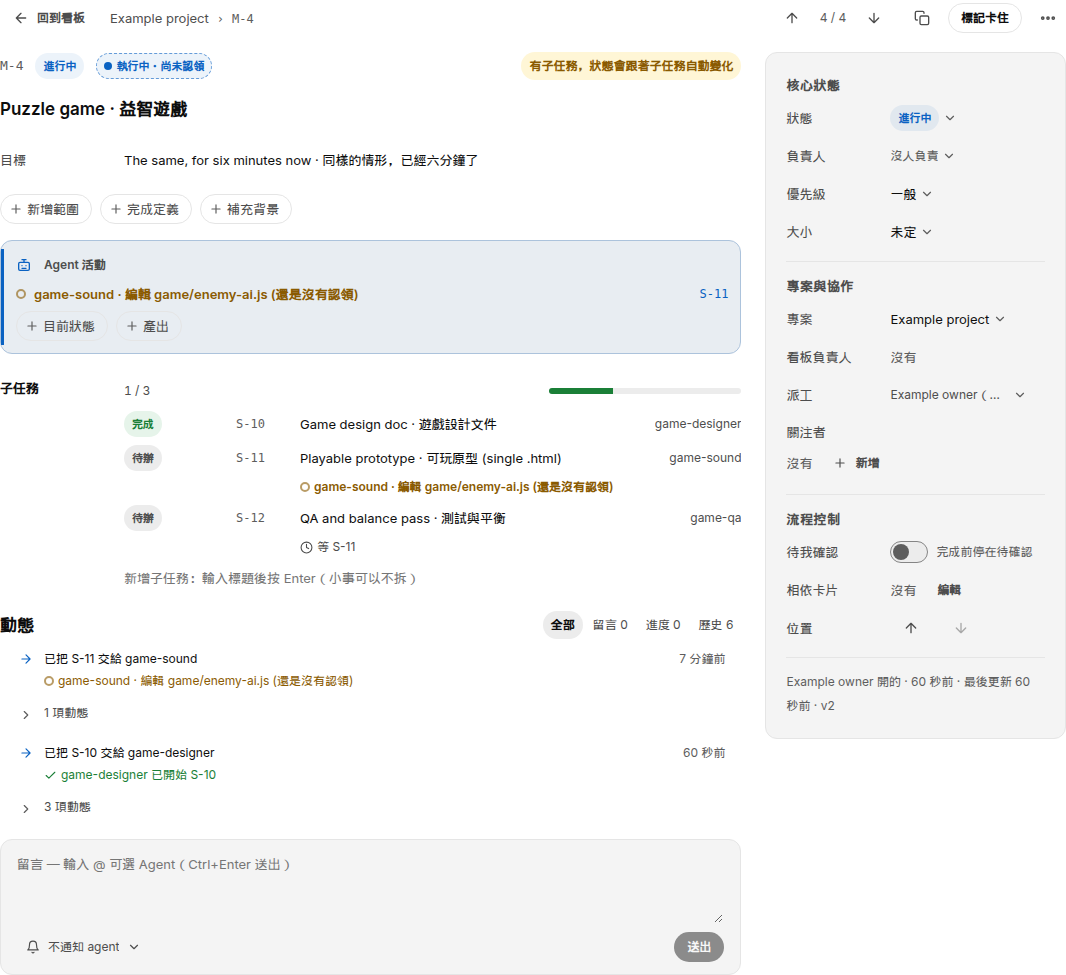 回到看板 Example project › M-4 4 / 4 標記卡住
M-4 進行中 執行中・尚未認領 有子任務，狀態會跟著子任務自動變化
Puzzle game · 益智遊戲
目標 The same, for six minutes now · 同樣的情形，已經六分鐘了
新增範圍 完成定義 補充背景
Agent 活動
game-sound · 編輯 game/enemy-ai.js (還是沒有認領) S-11
目前狀態 產出
子任務 1 / 3
完成 S-10 Game design doc · 遊戲設計文件 game-designer
待辦 S-11 Playable prototype · 可玩原型 (single .html) game-sound
game-sound · 編輯 game/enemy-ai.js (還是沒有認領)
待辦 S-12 QA and balance pass · 測試與平衡 game-qa
等 S-11
新增子任務：輸入標題後按 Enter（小事可以不拆）
動態 全部 留言 0 進度 0 歷史 6
已把 S-11 交給 game-sound 7 分鐘前
game-sound · 編輯 game/enemy-ai.js (還是沒有認領)
1 項動態
已把 S-10 交給 game-designer 60 秒前
game-designer 已開始 S-10
3 項動態
留言 — 輸入 @ 可選 Agent（Ctrl+Enter 送出）
不通知 agent 送出
核心狀態
狀態 進行中
負責人 沒人負責
優先級 一般
大小 未定
專案與協作
專案 Example project
看板負責人 沒有
派工 Example owner ( ...
關注者
沒有 新增
流程控制
待我確認 完成前停在待確認
相依卡片 沒有 編輯
位置
Example owner 開的 · 60 秒前 · 最後更新 60
秒前 · v2